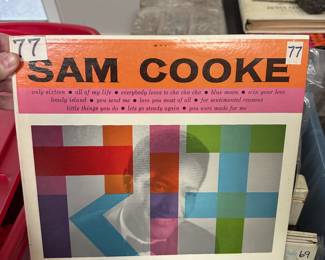 77
77
SAM COOKE
only sixteen • all of my life • everybody loves to cha cha cha • blue moon • win your love
lonely island • you send me • love you most of all • for sentimental reasons
little things you do • lets go steady again • you were made for me
HIT
69